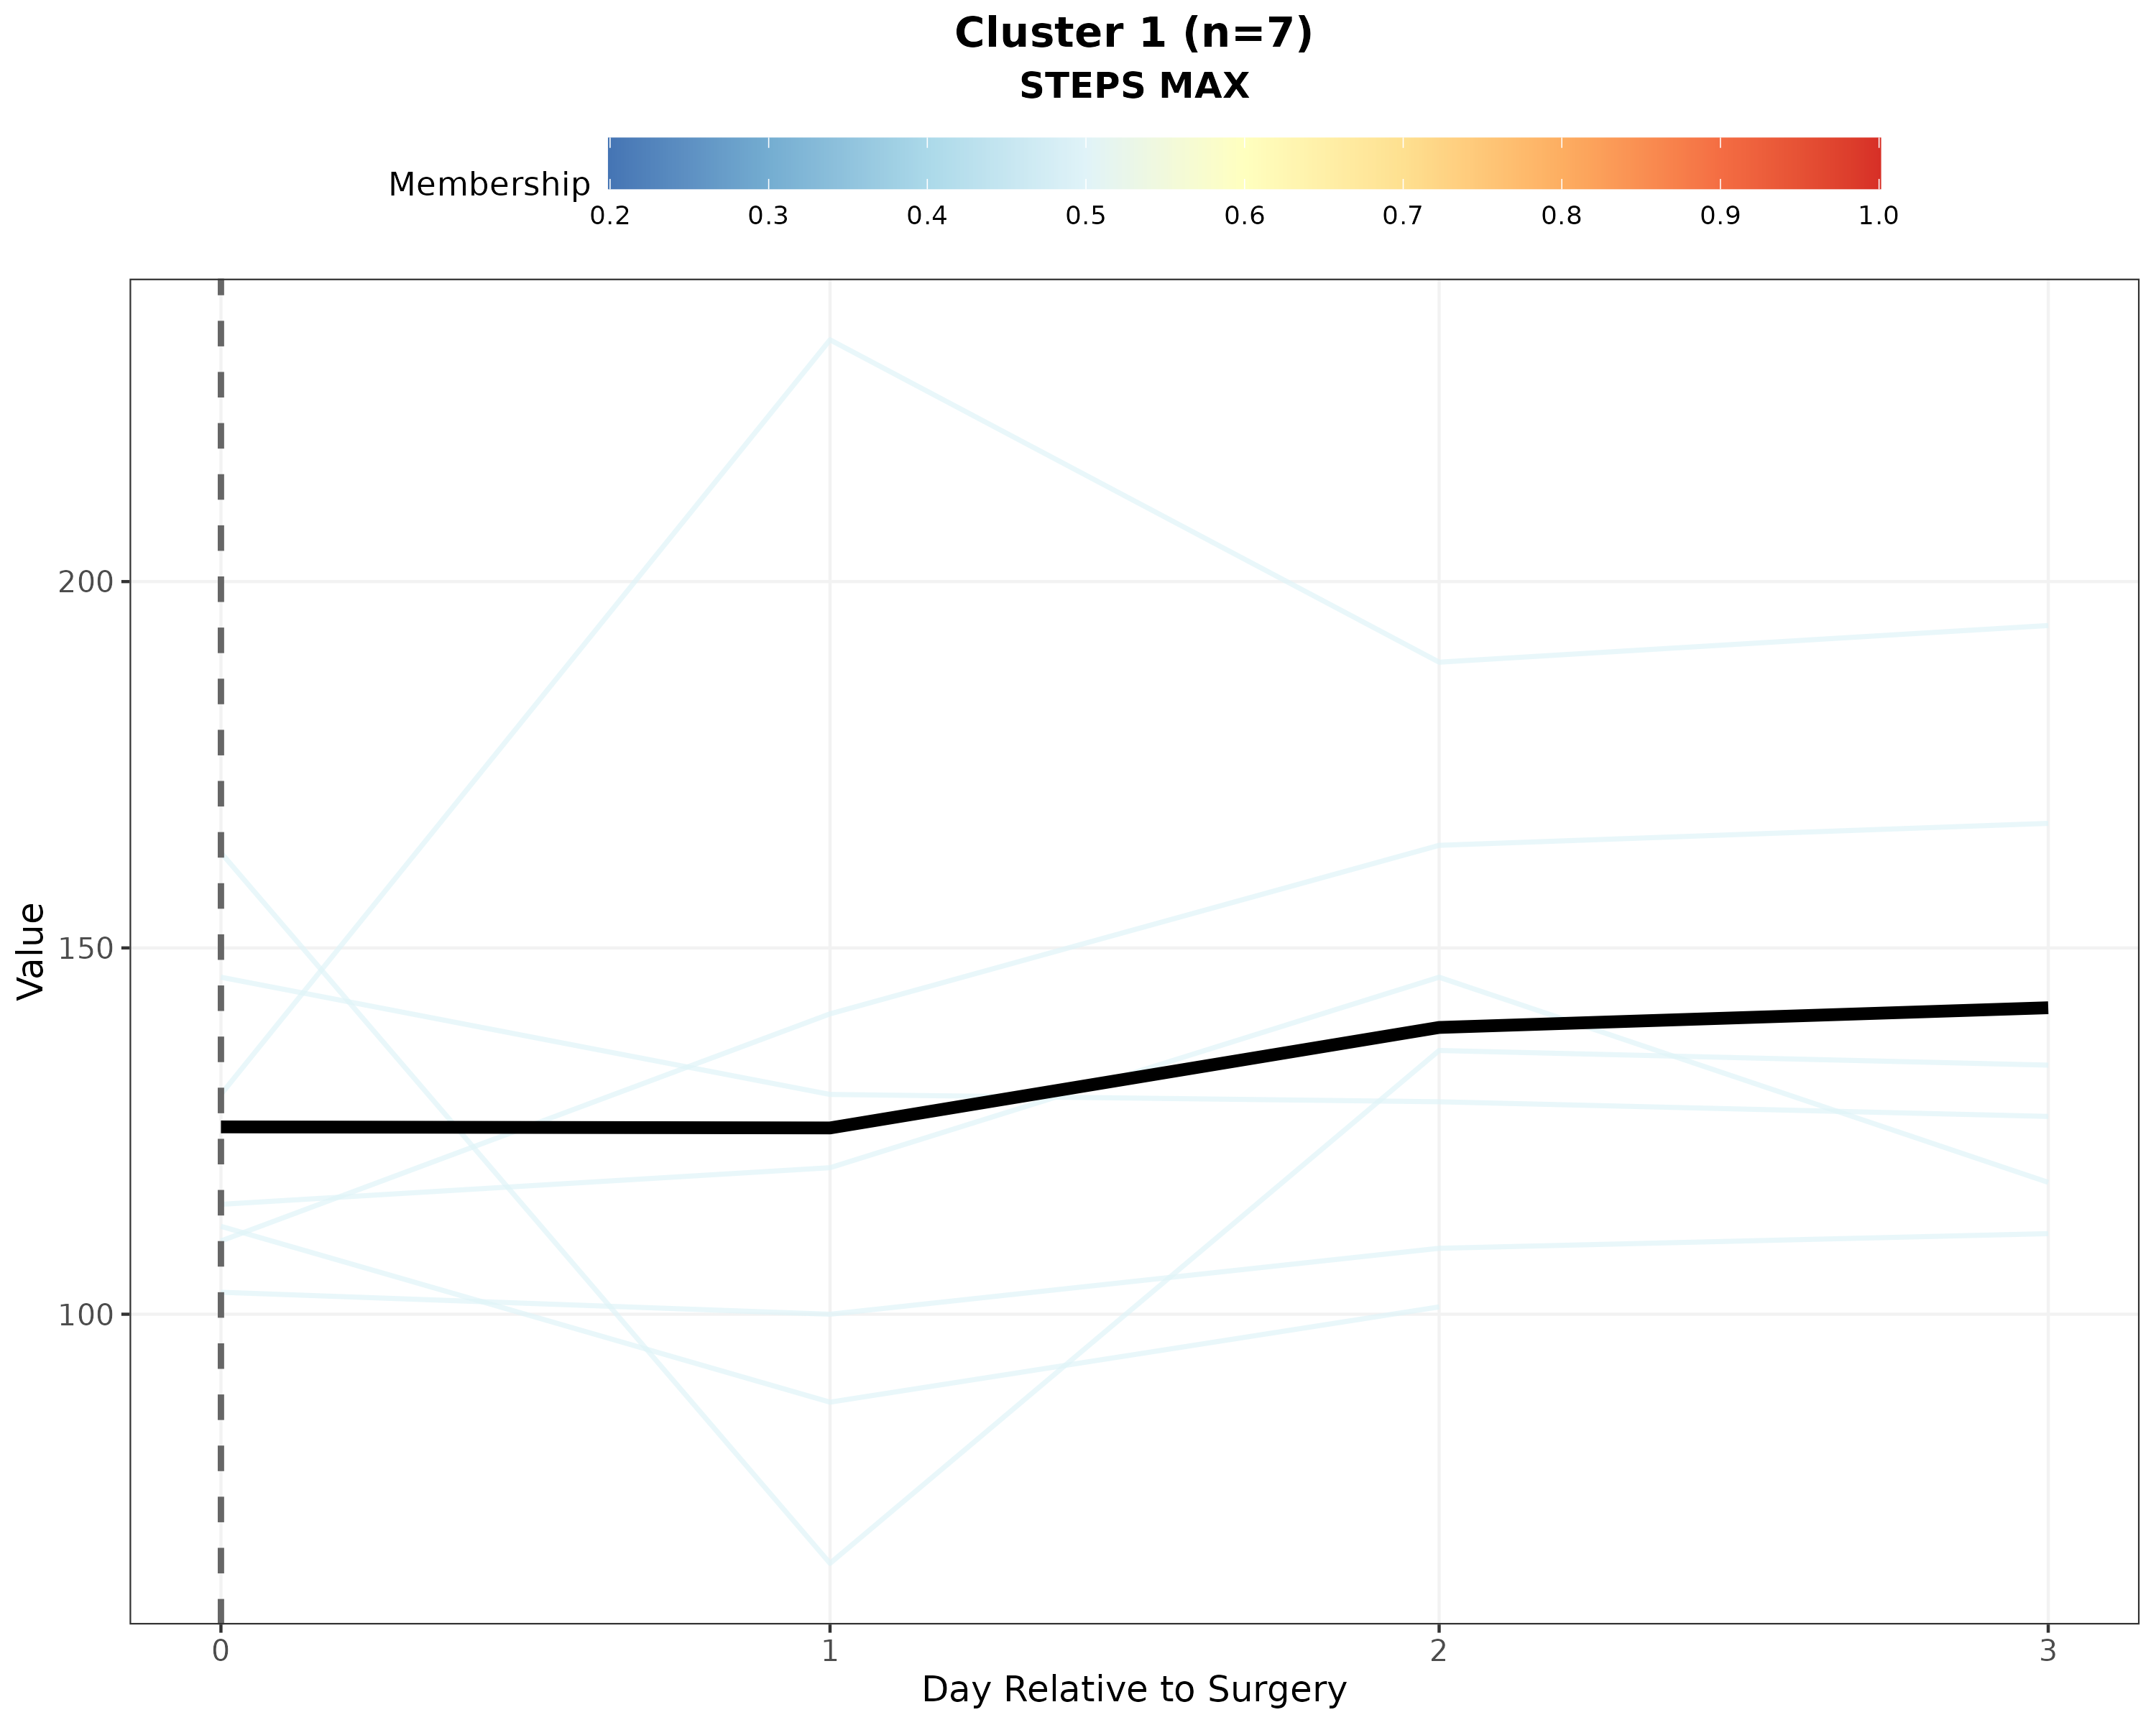 Cluster 1 (n=7)
STEPS MAX
Membership
0.2 0.3 0.4 0.5 0.6 0.7 0.8 0.9 1.0
Value
200
150
100
0 1 2 3
Day Relative to Surgery